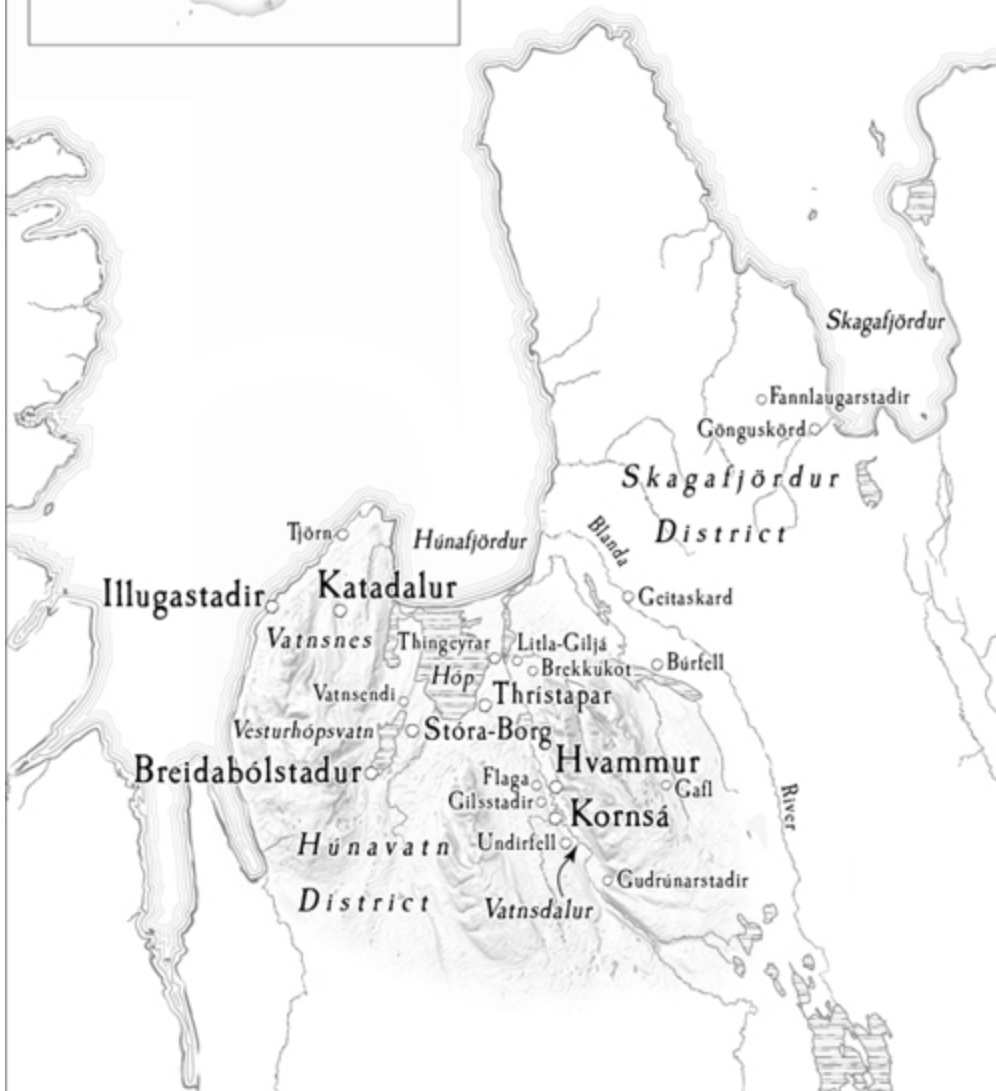 Skagafjördur
Fannlaugarstadir
Gönguskörd
Skagafjördur
District
Tjörn
Húnafjördur
Blanda
Illugastadir
Katadalur
Geitaskard
Vatnsnes
Thingeyrar
Litla-Giljá
Hóp
Brekkukot
Búrfell
Vatnsendi
Thrístapar
Vesturhópsvatn
Stóra-Borg
Breidabólstadur
Hvammur
Flaga
Gafl
River
Gilsstadir
Kornsá
Undirfell
Húnavatn
District
Gudrúnarstadir
Vatnsdalur